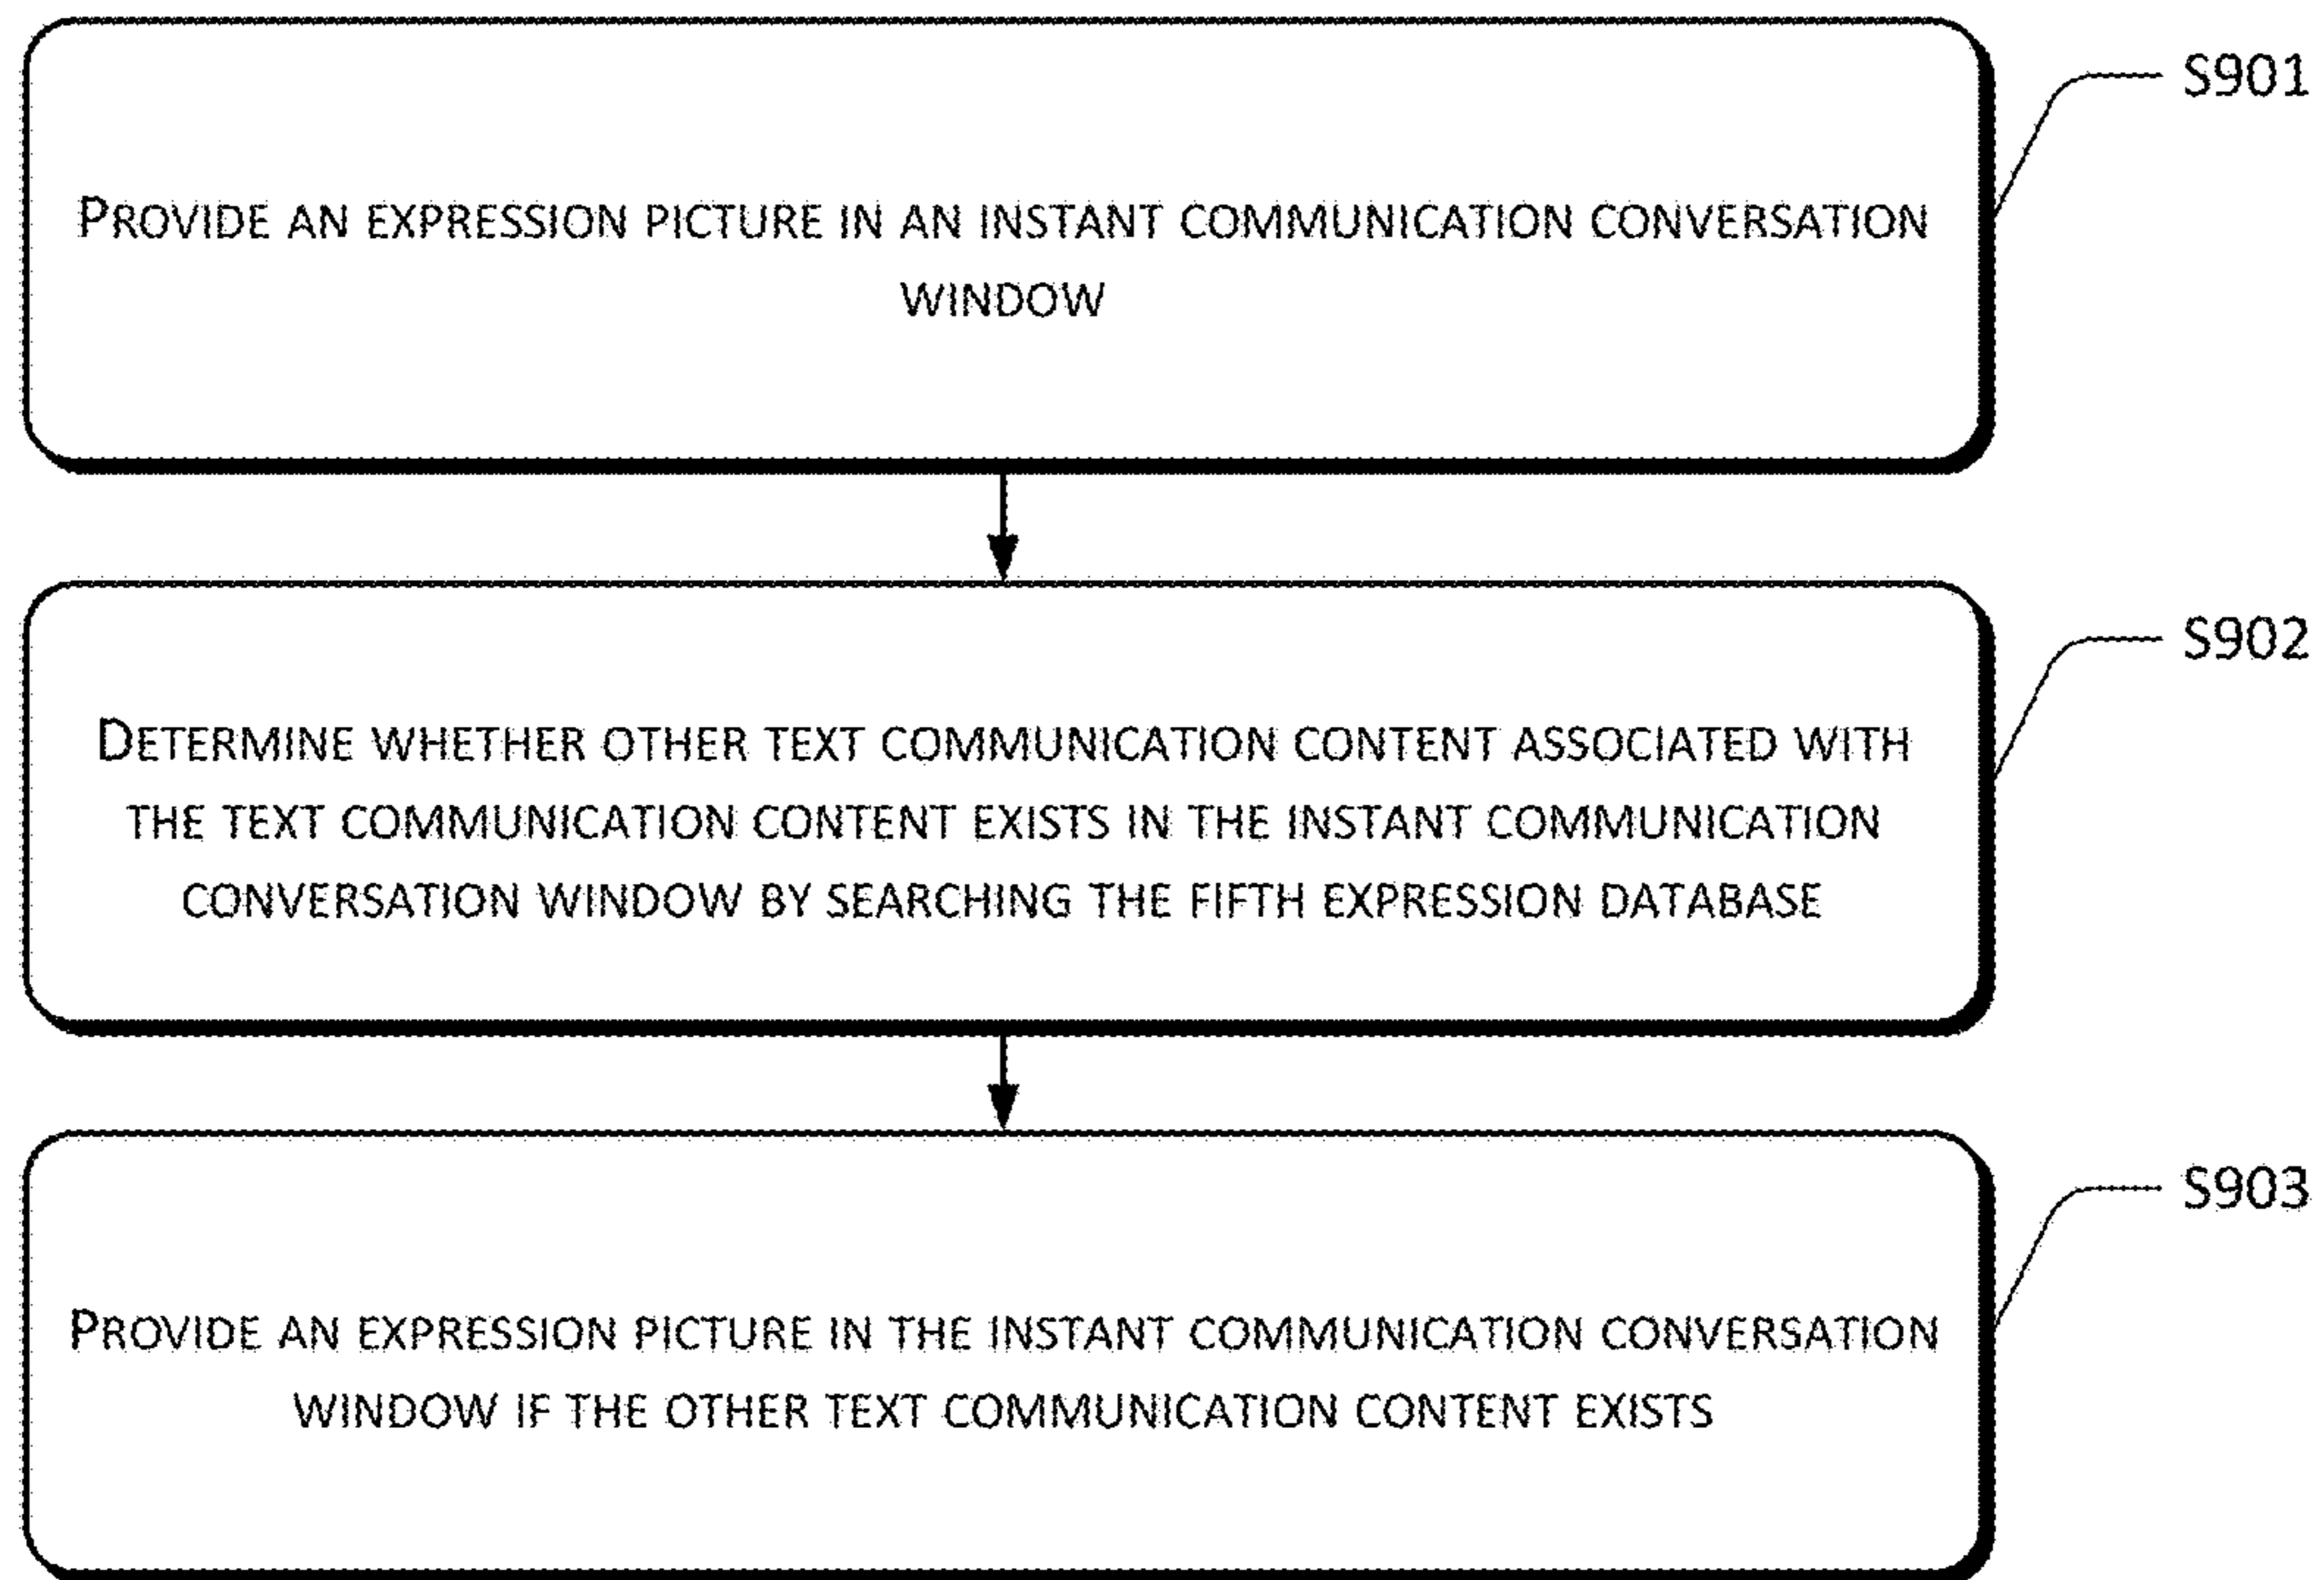 PROVIDE AN EXPRESSION PICTURE IN AN INSTANT COMMUNICATION CONVERSATION
WINDOW
S901
DETERMINE WHETHER OTHER TEXT COMMUNICATION CONTENT ASSOCIATED WITH
THE TEXT COMMUNICATION CONTENT EXISTS IN THE INSTANT COMMUNICATION
CONVERSATION WINDOW BY SEARCHING THE FIFTH EXPRESSION DATABASE
S902
PROVIDE AN EXPRESSION PICTURE IN THE INSTANT COMMUNICATION CONVERSATION
WINDOW IF THE OTHER TEXT COMMUNICATION CONTENT EXISTS
S903